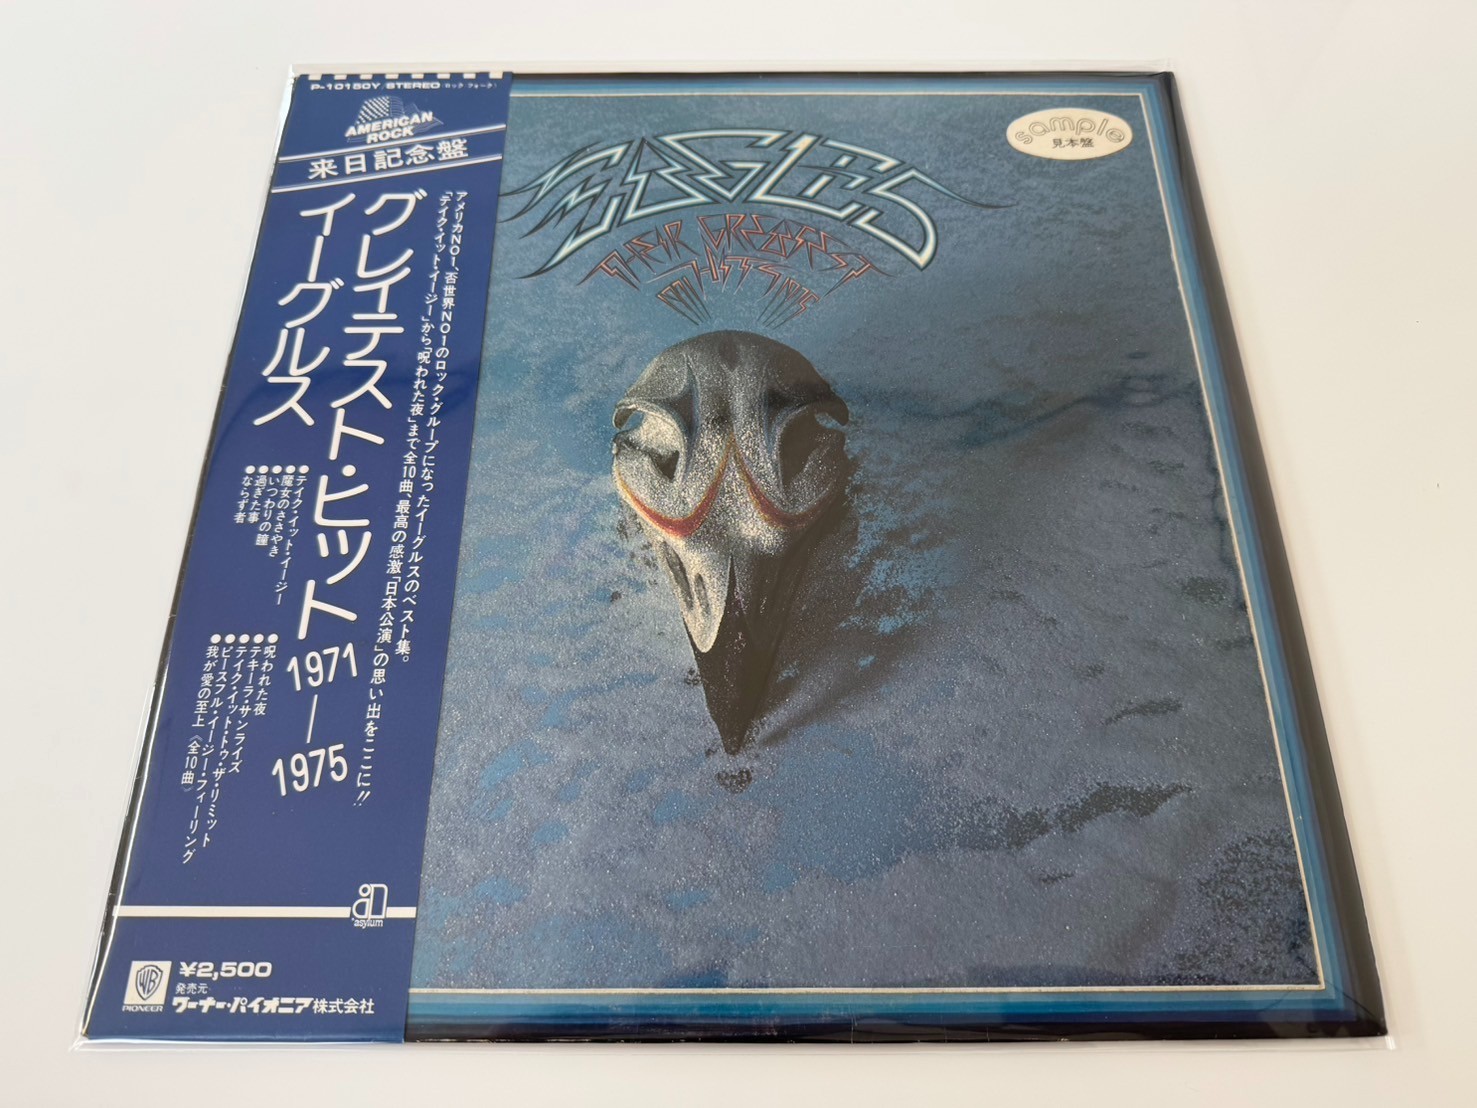 P-10150Y/STEREO(ロック フォーク)
AMERICAN
ROCK
来日記念盤
アメリカNO1、否世界NO1のロック・グループになったイーグルスのベスト集。
「テイク・イット・イージー」から「呪われた夜」まで全10曲、最高の感激「日本公演」の思い出をここに!!
グレイテスト・ヒット 1971—1975
イーグルス
●テイク・イット・イージー
●魔女のささやき
●いつわりの瞳
●過ぎた事
●ならず者
●呪われた夜
●テキーラ・サンライズ
●テイク・イット・トゥ・ザ・リミット
●ピースフル・イージー・フィーリング
●我が愛の至上《全10曲》
asylum
WB
PIONEER
¥2,500
発売元
ワーナー・パイオニア株式会社
EAGLES
THEIR GREATEST
HITS
1971 1975
sample
見本盤